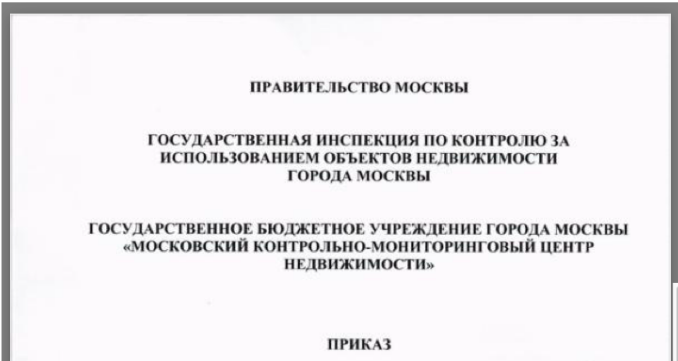 ПРАВИТЕЛЬСТВО МОСКВЫ
ГОСУДАРСТВЕННАЯ ИНСПЕКЦИЯ ПО КОНТРОЛЮ ЗА
ИСПОЛЬЗОВАНИЕМ ОБЪЕКТОВ НЕДВИЖИМОСТИ
ГОРОДА МОСКВЫ
ГОСУДАРСТВЕННОЕ БЮДЖЕТНОЕ УЧРЕЖДЕНИЕ ГОРОДА МОСКВЫ
«МОСКОВСКИЙ КОНТРОЛЬНО-МОНИТОРИНГОВЫЙ ЦЕНТР
НЕДВИЖИМОСТИ»
ПРИКАЗ